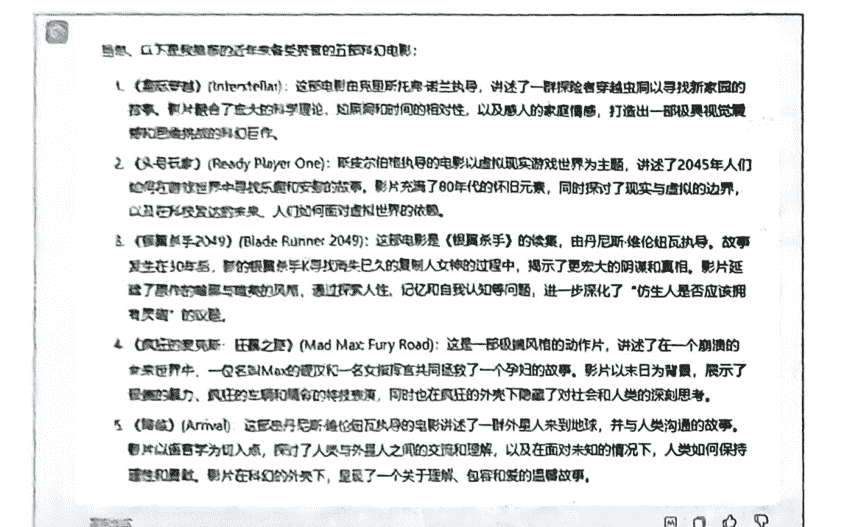 当然，以下是我推荐的近年来备受赞誉的五部科幻电影：
1. 《星际穿越》(Interstellar)：这部电影由克里斯托弗·诺兰执导，讲述了一群探险者穿越虫洞以寻找新家园的
故事。影片融合了宏大的科学理论，如黑洞和时间的相对性，以及感人的家庭情感，打造出一部极具视觉震
撼和思维挑战的科幻巨作。
2. 《头号玩家》(Ready Player One)：斯皮尔伯格执导的电影以虚拟现实游戏世界为主题，讲述了2045年人们
如何在游戏世界中寻找乐趣和安慰的故事。影片充满了80年代的怀旧元素，同时探讨了现实与虚拟的边界，
以及在科技发达的未来，人们如何面对虚拟世界的依赖。
3. 《银翼杀手2049》(Blade Runner 2049)：这部电影是《银翼杀手》的续集，由丹尼斯·维伦纽瓦执导。故事
发生在30年后，新的银翼杀手K寻找消失已久的复制人女神的过程中，揭示了更宏大的阴谋和真相。影片延
续了原作的风格，通过探索人性、记忆和自我认知等问题，进一步深化了“仿生人是否应该拥
有灵魂”的议题。
4. 《疯狂的麦克斯：狂暴之路》(Mad Max: Fury Road)：这是一部极端风格的动作片，讲述了在一个崩溃的
未来世界中，一位名叫Max的硬汉和一名女指挥官共同拯救了一个孕妇的故事。影片以末日为背景，展示了
极端的暴力、疯狂的车辆和精彩的特技表演，同时也在疯狂的外壳下隐藏了对社会和人类的深刻思考。
5. 《降临》(Arrival)：这部由丹尼斯·维伦纽瓦执导的电影讲述了一群外星人来到地球，并与人类沟通的故事。
影片以语言学为切入点，探讨了人类与外星人之间的交流和理解，以及在面对未知的情况下，人类如何保持
理性和勇敢。影片在科幻的外壳下，呈现了一个关于理解、包容和爱的温馨故事。